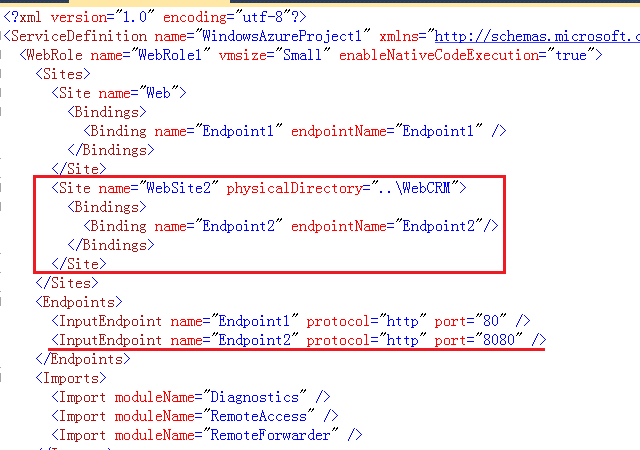 <?xml version="1.0" encoding="utf-8"?>
<ServiceDefinition name="WindowsAzureProject1" xmlns="http://schemas.microsoft.c
<WebRole name="WebRole1" vmsize="Small" enableNativeCodeExecution="true">
<Sites>
<Site name="Web">
<Bindings>
<Binding name="Endpoint1" endpointName="Endpoint1" />
</Bindings>
</Site>
<Site name="WebSite2" physicalDirectory="..\WebCRM">
<Bindings>
<Binding name="Endpoint2" endpointName="Endpoint2"/>
</Bindings>
</Site>
</Sites>
<Endpoints>
<InputEndpoint name="Endpoint1" protocol="http" port="80" />
<InputEndpoint name="Endpoint2" protocol="http" port="8080" />
</Endpoints>
<Imports>
<Import moduleName="Diagnostics" />
<Import moduleName="RemoteAccess" />
<Import moduleName="RemoteForwarder" />